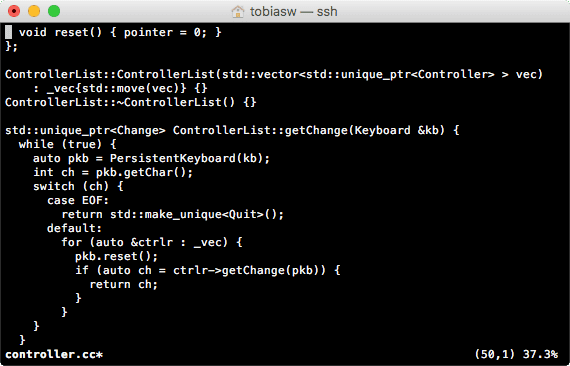 tobiasw — ssh
void reset() { pointer = 0; }
};
ControllerList::ControllerList(std::vector<std::unique_ptr<Controller> > vec)
    : _vec{std::move(vec)} {}
ControllerList::~ControllerList() {}
std::unique_ptr<Change> ControllerList::getChange(Keyboard &kb) {
  while (true) {
    auto pkb = PersistentKeyboard(kb);
    int ch = pkb.getChar();
    switch (ch) {
      case EOF:
        return std::make_unique<Quit>();
      default:
        for (auto &ctrlr : _vec) {
          pkb.reset();
          if (auto ch = ctrlr->getChange(pkb)) {
            return ch;
          }
        }
    }
  }
controller.cc* (50,1) 37.3%